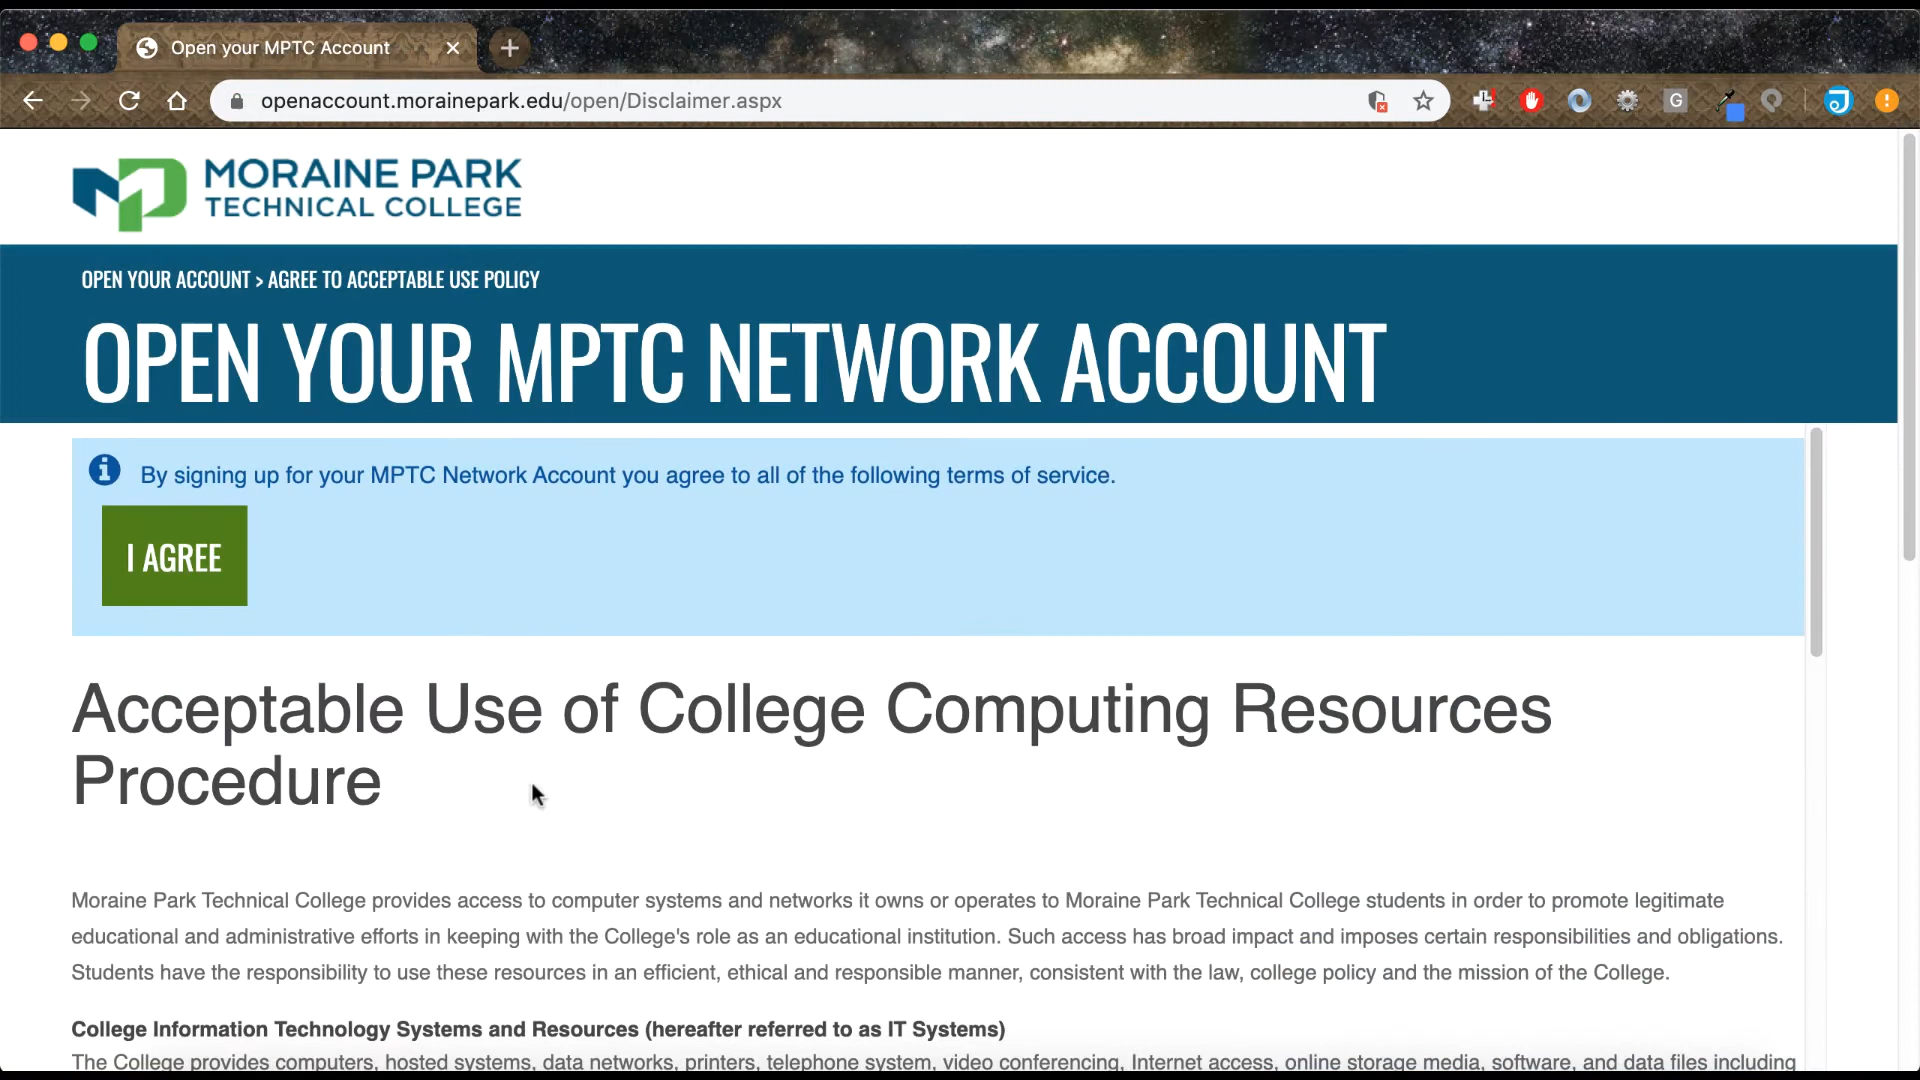 Open your MPTC Account
openaccount.morainepark.edu/open/Disclaimer.aspx
G
MORAINE PARK
TECHNICAL COLLEGE
OPEN YOUR ACCOUNT > AGREE TO ACCEPTABLE USE POLICY
OPEN YOUR MPTC NETWORK ACCOUNT
By signing up for your MPTC Network Account you agree to all of the following terms of service.
I AGREE
Acceptable Use of College Computing Resources
Procedure
Moraine Park Technical College provides access to computer systems and networks it owns or operates to Moraine Park Technical College students in order to promote legitimate
educational and administrative efforts in keeping with the College's role as an educational institution. Such access has broad impact and imposes certain responsibilities and obligations.
Students have the responsibility to use these resources in an efficient, ethical and responsible manner, consistent with the law, college policy and the mission of the College.
College Information Technology Systems and Resources (hereafter referred to as IT Systems)
The College provides computers, hosted systems, data networks, printers, telephone system, video conferencing, Internet access, online storage media, software, and data files including